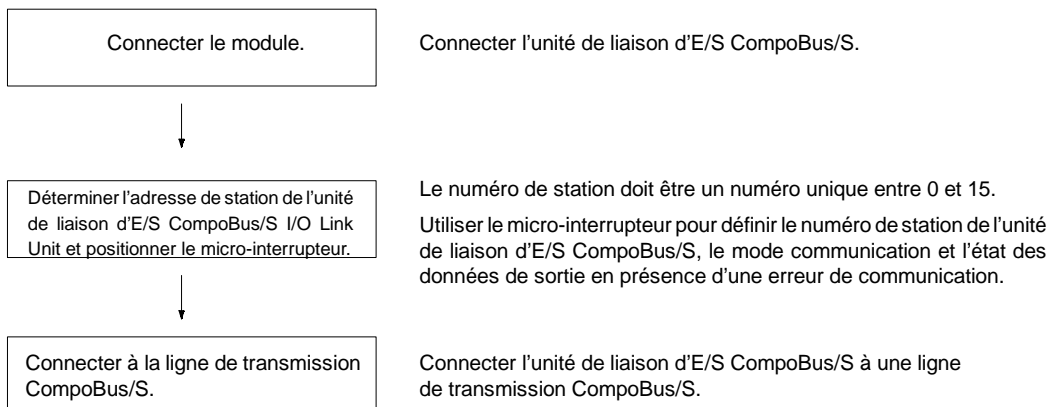 Connecter le module.
Connecter l'unité de liaison d'E/S CompoBus/S.
Déterminer l'adresse de station de l'unité
de liaison d'E/S CompoBus/S I/O Link
Unit et positionner le micro-interrupteur.
Le numéro de station doit être un numéro unique entre 0 et 15.
Utiliser le micro-interrupteur pour définir le numéro de station de l'unité
de liaison d'E/S CompoBus/S, le mode communication et l'état des
données de sortie en présence d'une erreur de communication.
Connecter à la ligne de transmission
CompoBus/S.
Connecter l'unité de liaison d'E/S CompoBus/S à une ligne
de transmission CompoBus/S.